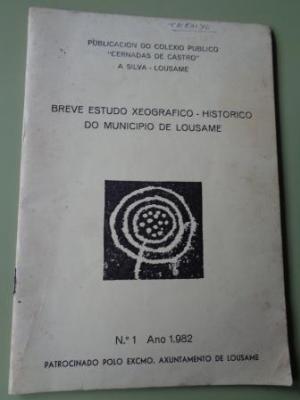 PUBLICACION DO COLEXIO PUBLICO
"CERNADAS DE CASTRO"
A SILVA - LOUSAME
BREVE ESTUDO XEOGRAFICO - HISTORICO
DO MUNICIPIO DE LOUSAME
N.º 1 Ano 1.982
PATROCINADO POLO EXCMO. AXUNTAMENTO DE LOUSAME